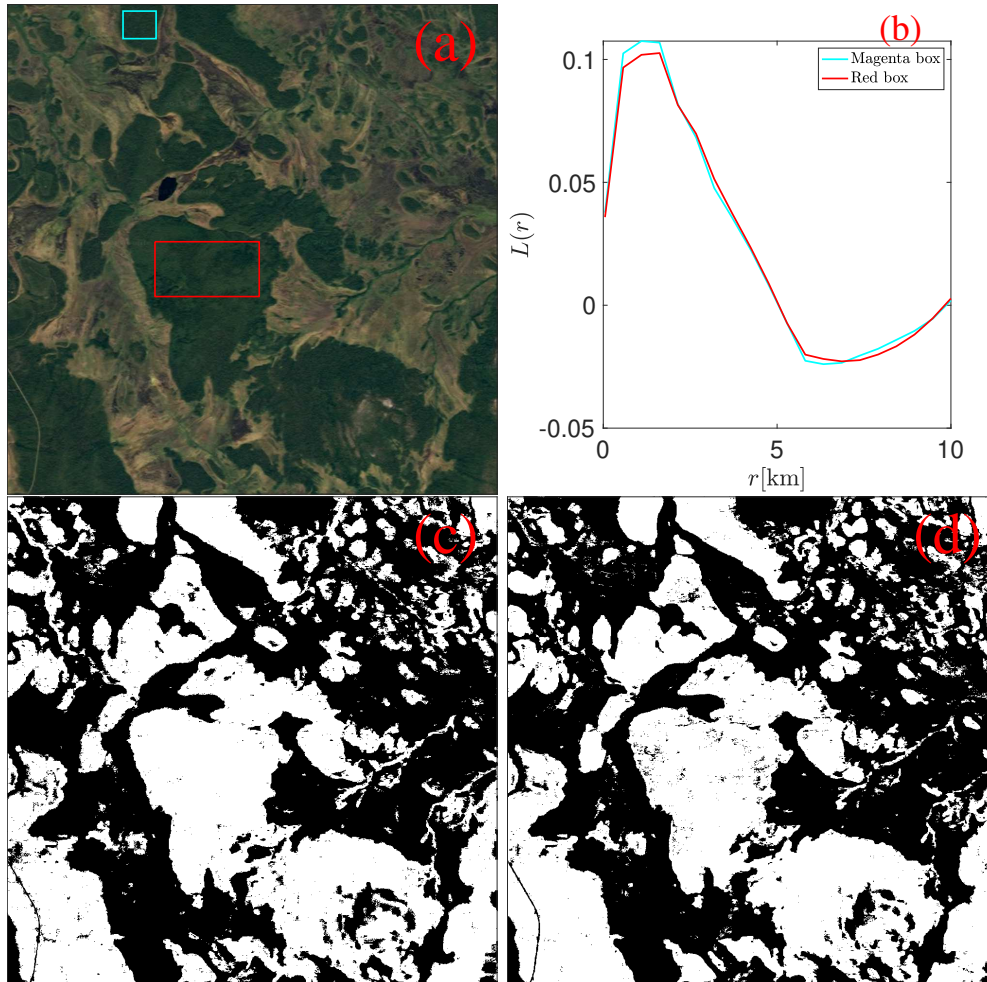 (a)
(b)
0.1
0.05
0
-0.05
L(r)
Magenta box
Red box
0
5
10
r[km]
(c)
(d)